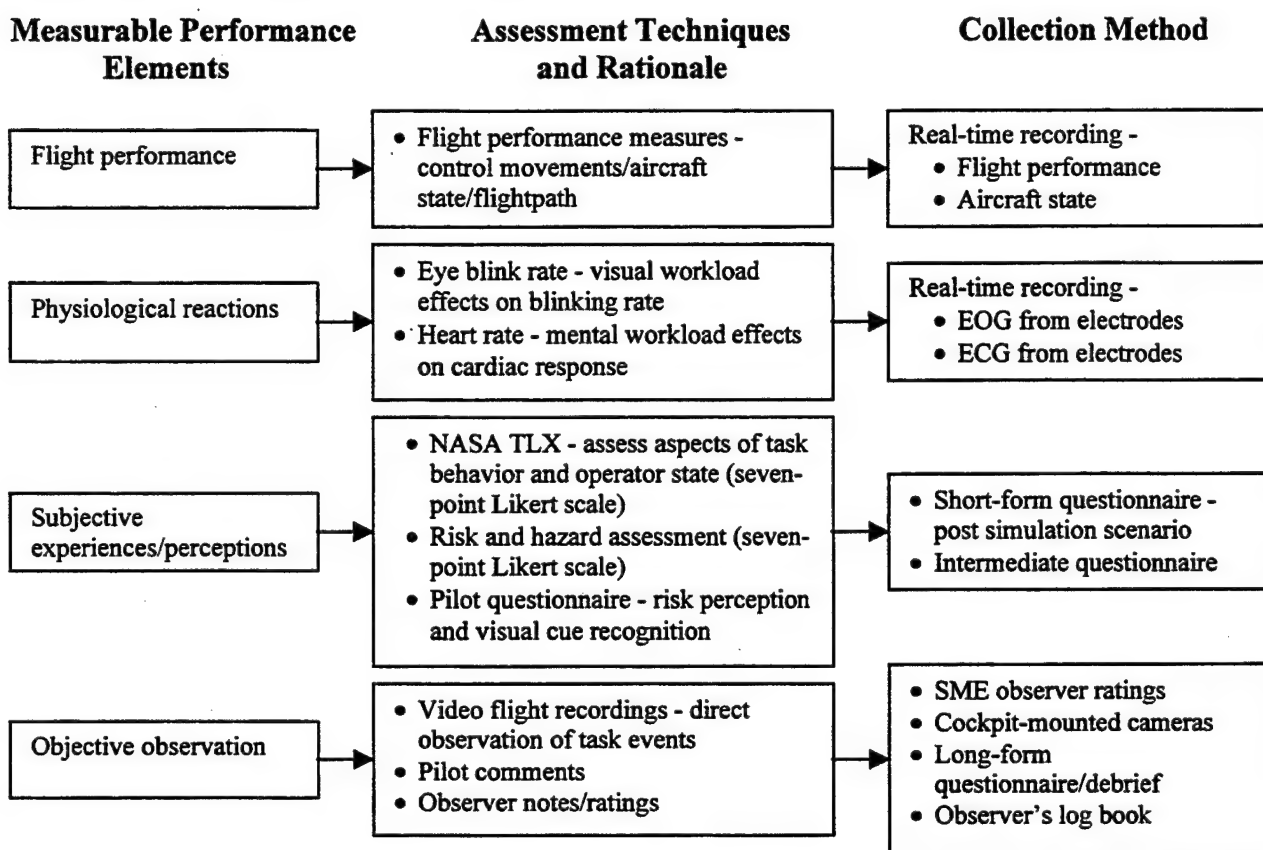 Measurable Performance
Elements
Assessment Techniques
and Rationale
Collection Method
Flight performance
• Flight performance measures -
control movements/aircraft
state/flightpath
Real-time recording -
• Flight performance
• Aircraft state
Physiological reactions
• Eye blink rate - visual workload
effects on blinking rate
• Heart rate - mental workload effects
on cardiac response
Real-time recording -
• EOG from electrodes
• ECG from electrodes
Subjective
experiences/perceptions
• NASA TLX - assess aspects of task
behavior and operator state (seven-
point Likert scale)
• Risk and hazard assessment (seven-
point Likert scale)
• Pilot questionnaire - risk perception
and visual cue recognition
• Short-form questionnaire -
post simulation scenario
• Intermediate questionnaire
Objective observation
• Video flight recordings - direct
observation of task events
• Pilot comments
• Observer notes/ratings
• SME observer ratings
• Cockpit-mounted cameras
• Long-form
questionnaire/debrief
• Observer's log book